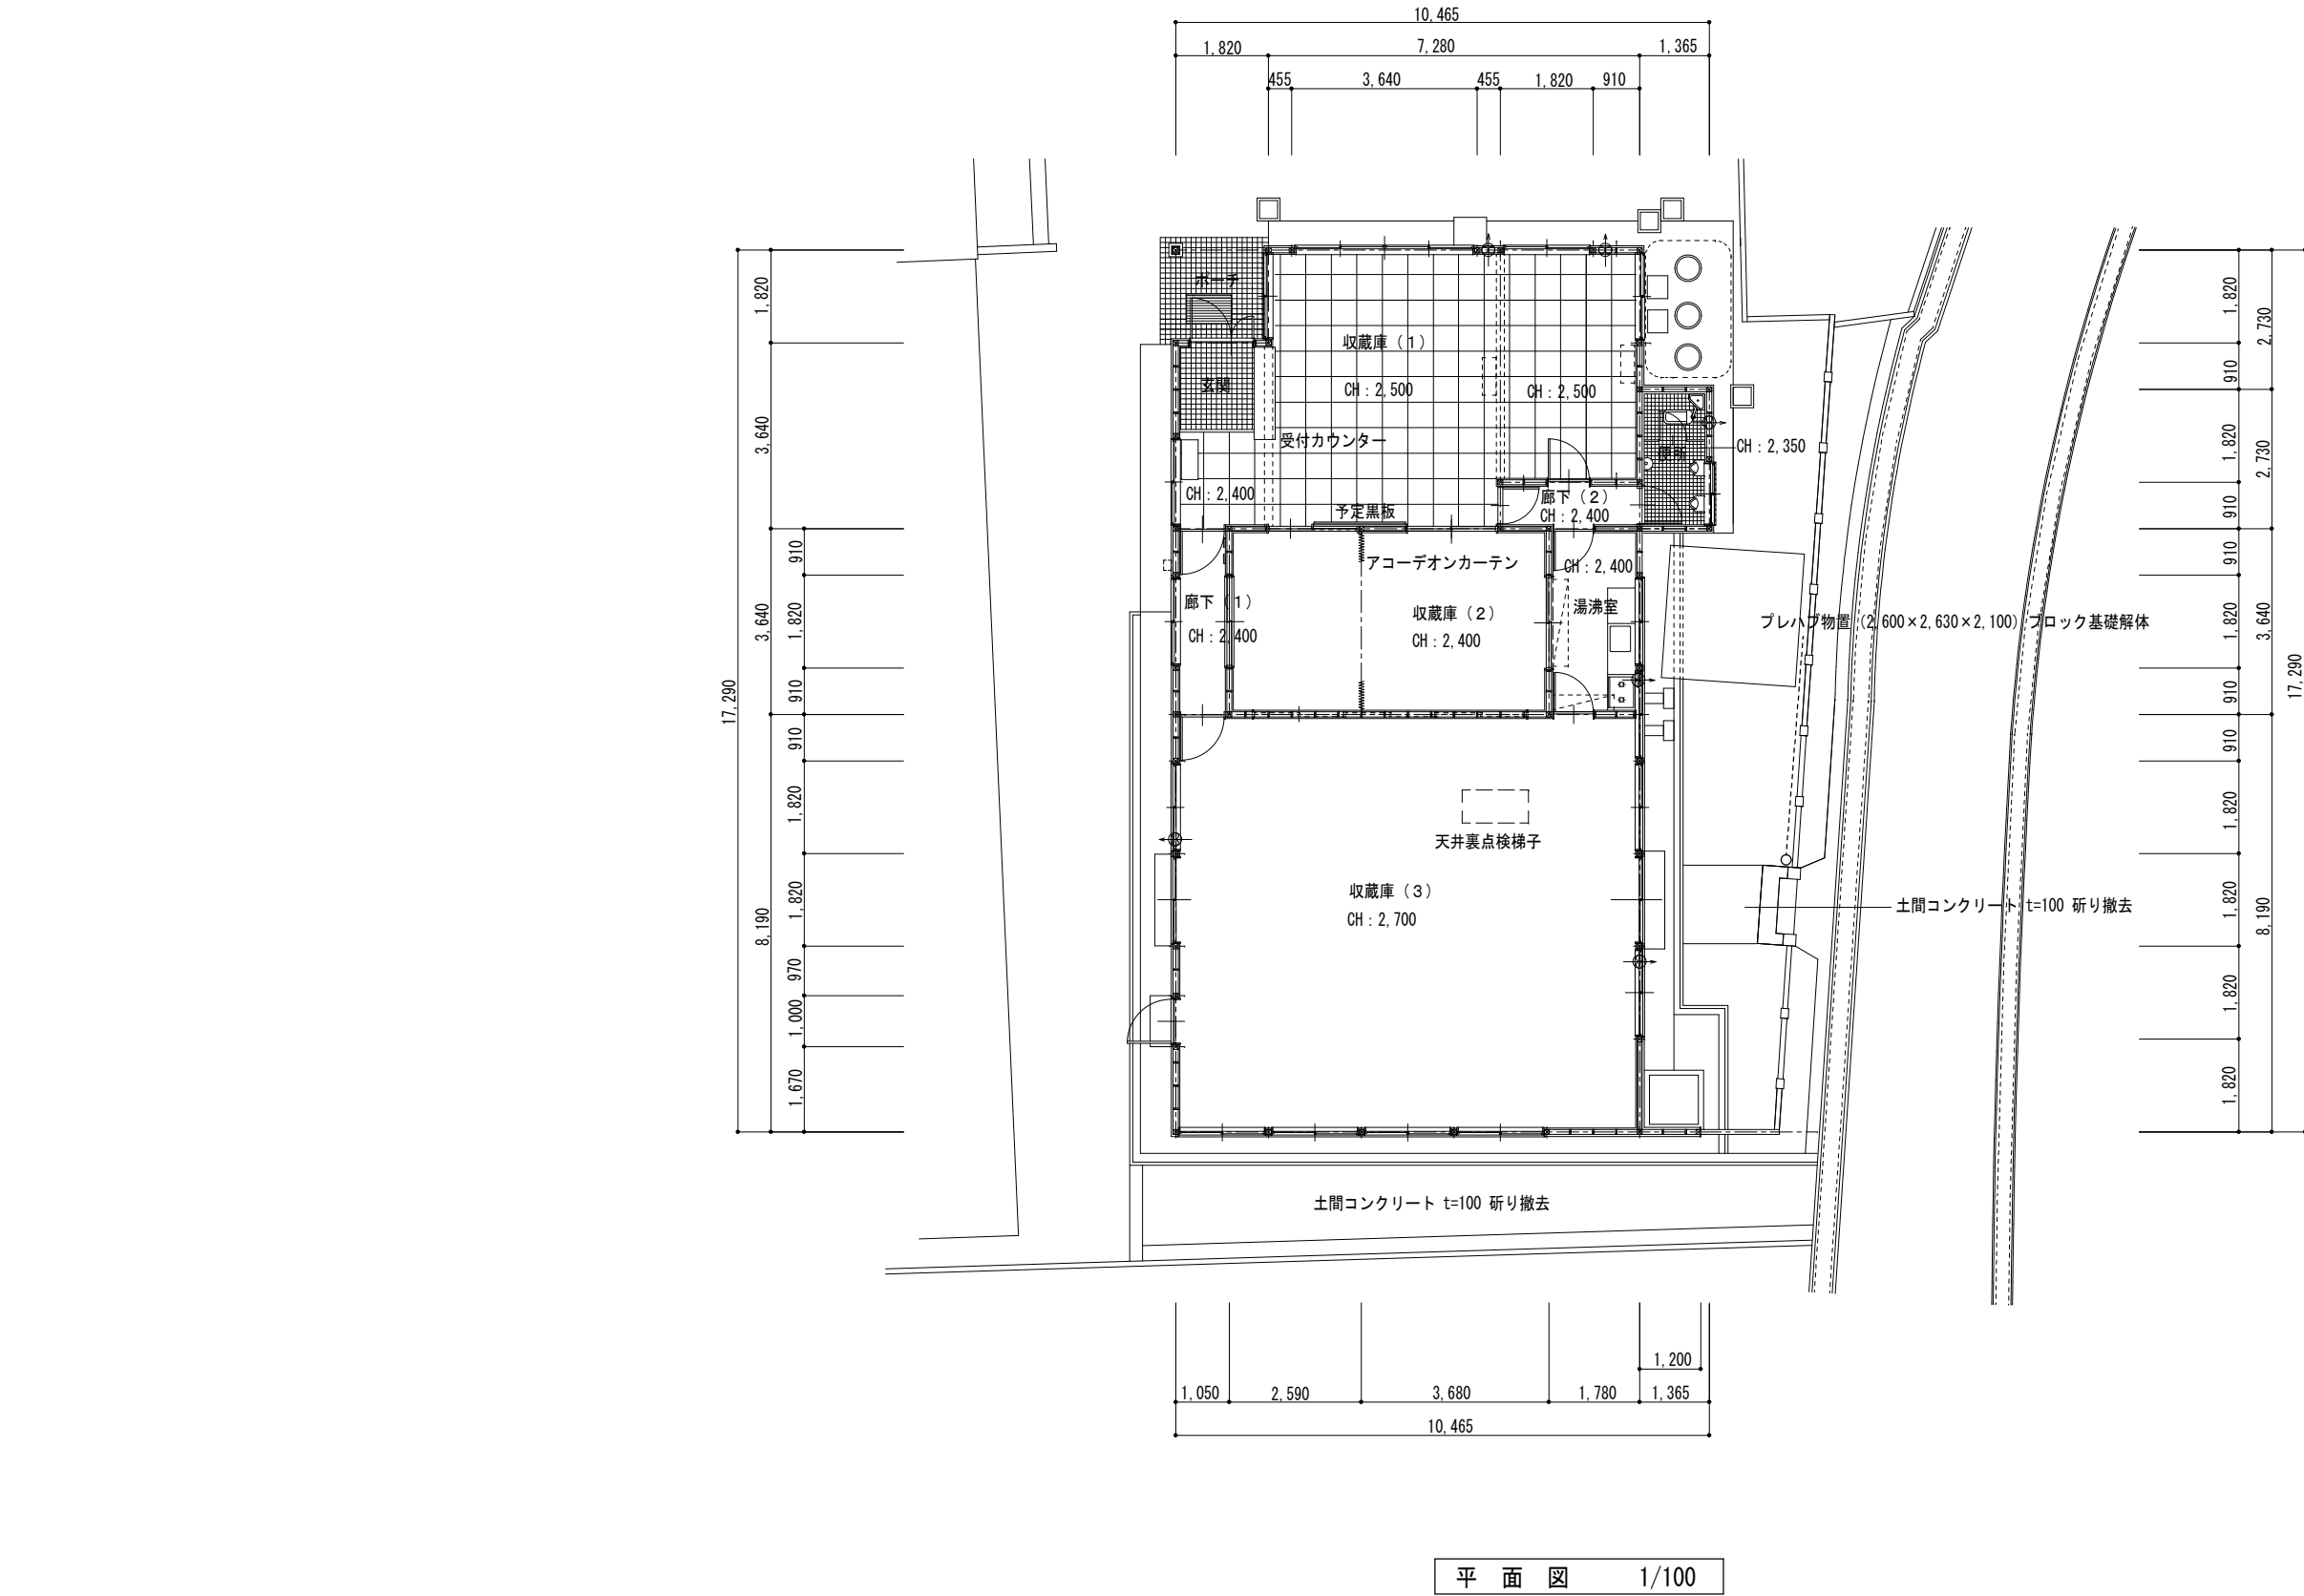 10,465
1,820
7,280
1,365
455
3,640
455
1,820
910
ポーチ
収蔵庫（1）
玄関
CH：2,500
CH：2,500
受付カウンター
CH：2,350
CH：2,400
廊下（2）
予定黒板
CH：2,400
アコーデオンカーテン
CH：2,400
廊下（1）
収蔵庫（2）
湯沸室
CH：2,400
CH：2,400
プレハブ物置（2,600×2,630×2,100）ブロック基礎解体
天井裏点検梯子
収蔵庫（3）
CH：2,700
土間コンクリート t=100 斫り撤去
土間コンクリート t=100 斫り撤去
17,290
1,820
3,640
3,640
8,190
910
1,820
910
910
1,820
1,820
970
1,000
1,670
1,820
910
1,820
910
910
1,820
910
910
1,820
1,820
1,820
1,820
2,730
2,730
3,640
8,190
17,290
1,200
1,050
2,590
3,680
1,780
1,365
10,465
平面図 1/100